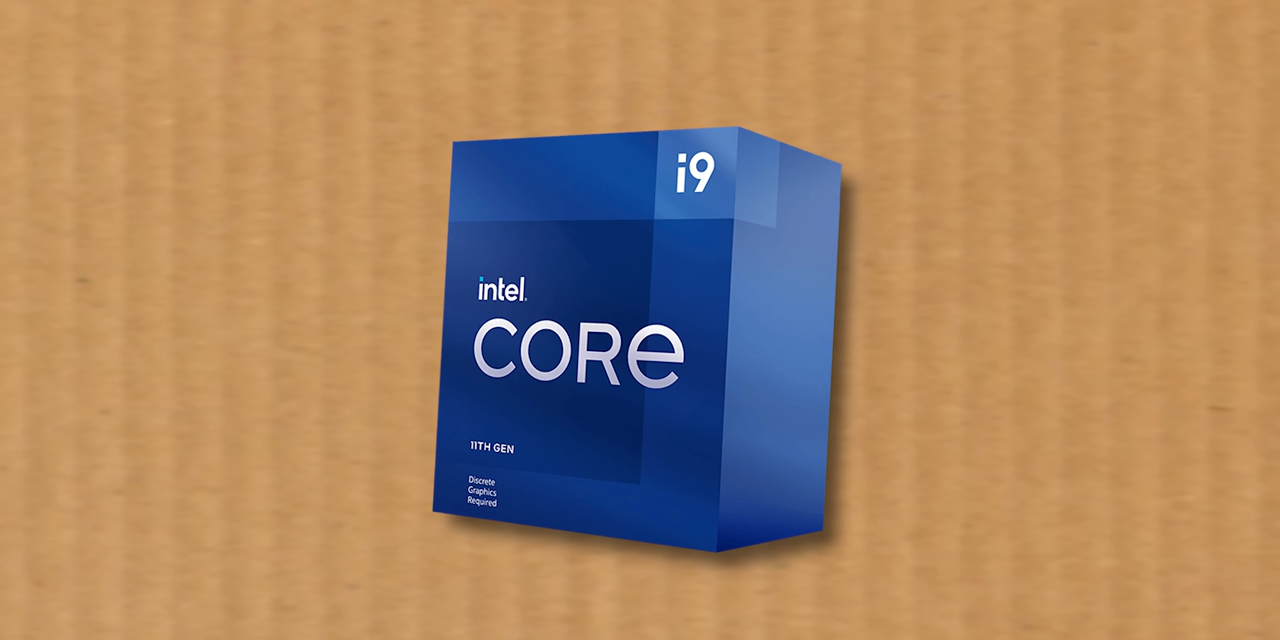 i9
intel.
CORe
11TH GEN
Discrete
Graphics
Required